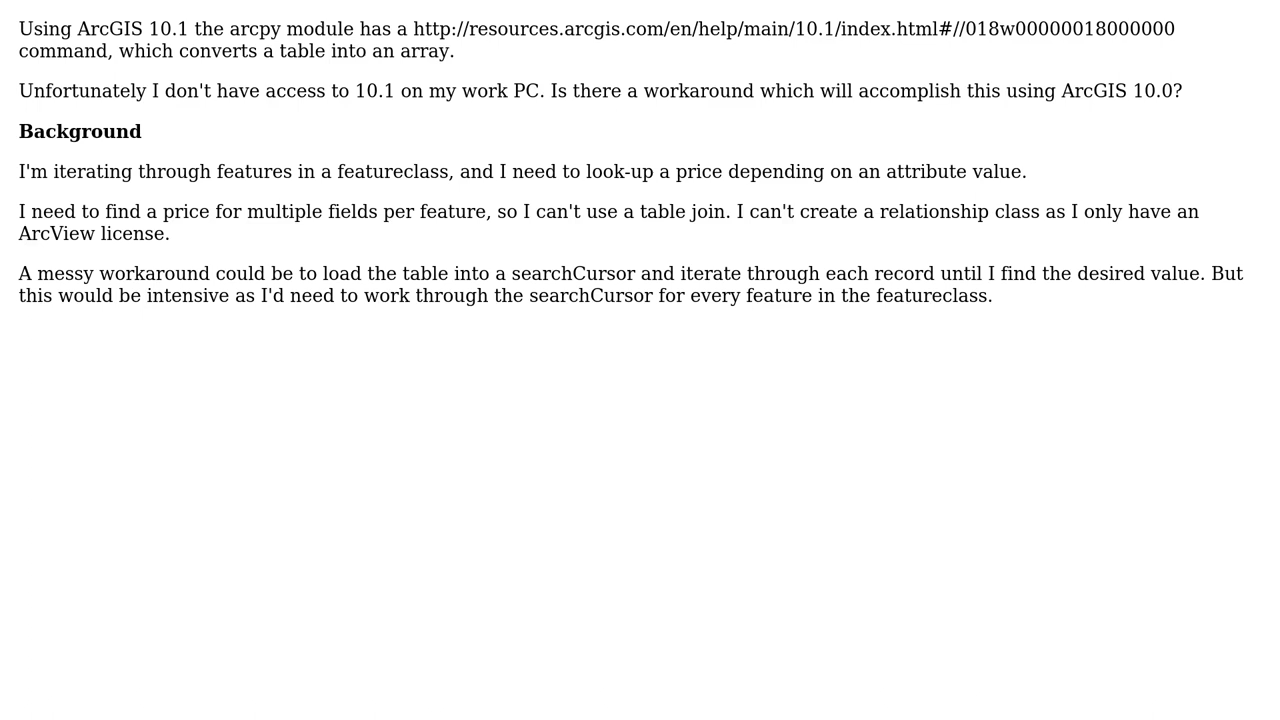 Using ArcGIS 10.1 the arcpy module has a http://resources.arcgis.com/en/help/main/10.1/index.html#//018w00000018000000
command, which converts a table into an array.
Unfortunately I don't have access to 10.1 on my work PC. Is there a workaround which will accomplish this using ArcGIS 10.0?
Background
I'm iterating through features in a featureclass, and I need to look-up a price depending on an attribute value.
I need to find a price for multiple fields per feature, so I can't use a table join. I can't create a relationship class as I only have an
ArcView license.
A messy workaround could be to load the table into a searchCursor and iterate through each record until I find the desired value. But
this would be intensive as I'd need to work through the searchCursor for every feature in the featureclass.